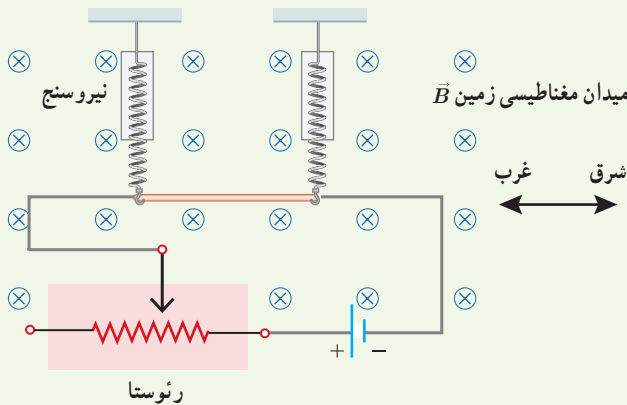 نیروسنج
میدان مغناطیسی زمین B⃗
شرق
غرب
+
−
رئوستا